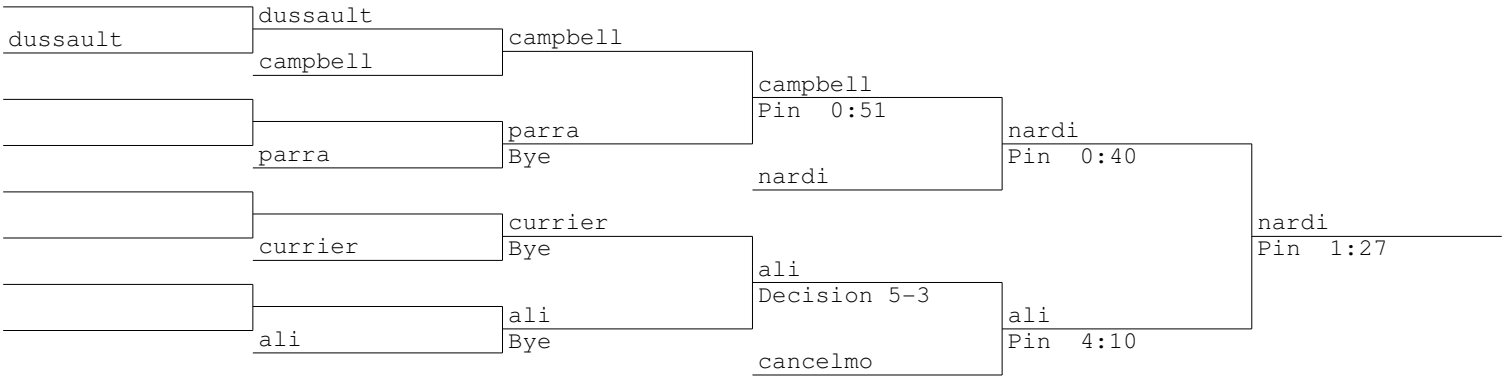 dussault
dussault
campbell
campbell
campbell
Pin 0:51
parra
parra
Bye
nardi
Pin 0:40
nardi
currier
currier
Bye
nardi
Pin 1:27
ali
Decision 5-3
ali
ali
Bye
ali
Pin 4:10
cancelmo